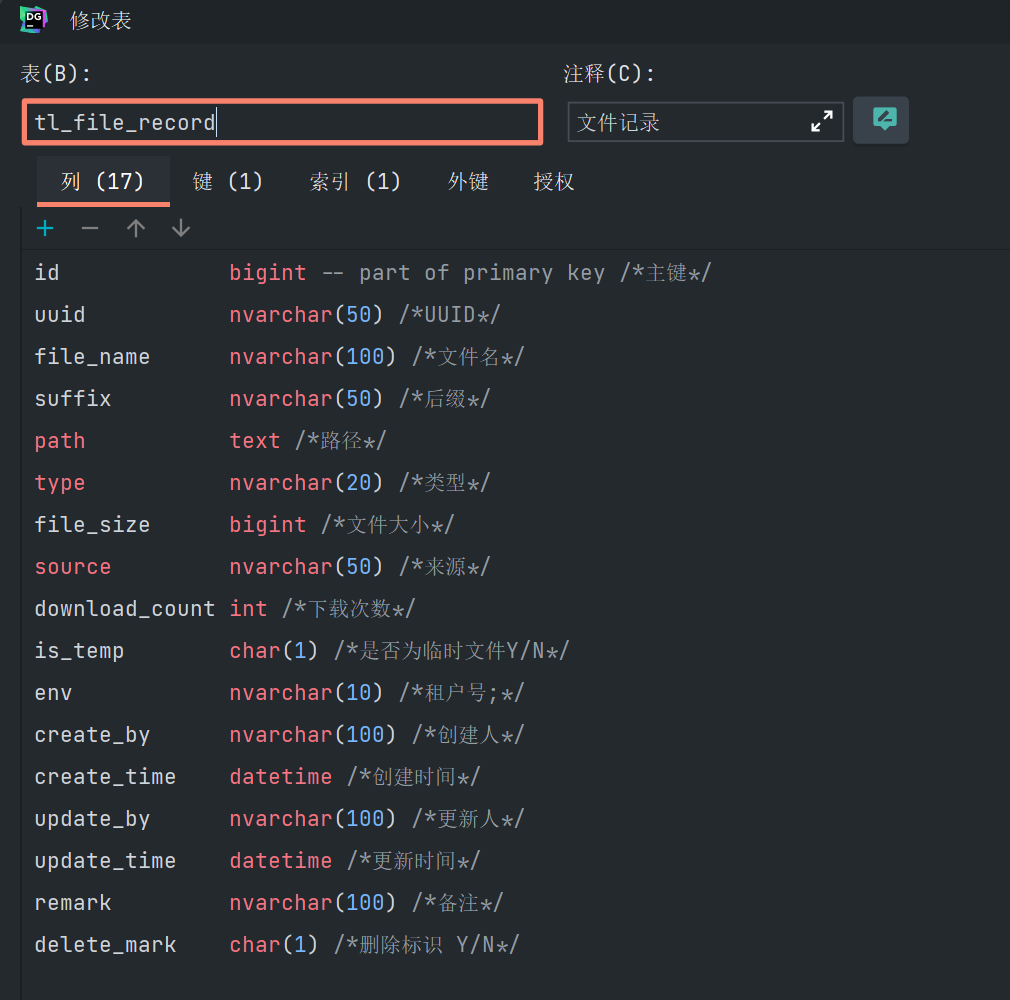 DG 修改表
表(B): 注释(C):
tl_file_record 文件记录
列 (17) 键 (1) 索引 (1) 外键 授权
id bigint -- part of primary key /*主键*/
uuid nvarchar(50) /*UUID*/
file_name nvarchar(100) /*文件名*/
suffix nvarchar(50) /*后缀*/
path text /*路径*/
type nvarchar(20) /*类型*/
file_size bigint /*文件大小*/
source nvarchar(50) /*来源*/
download_count int /*下载次数*/
is_temp char(1) /*是否为临时文件Y/N*/
env nvarchar(10) /*租户号;*/
create_by nvarchar(100) /*创建人*/
create_time datetime /*创建时间*/
update_by nvarchar(100) /*更新人*/
update_time datetime /*更新时间*/
remark nvarchar(100) /*备注*/
delete_mark char(1) /*删除标识 Y/N*/